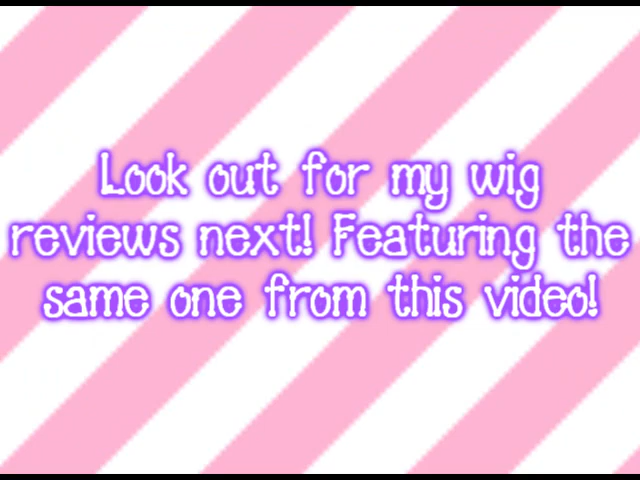 Look out for my wig
reviews next! Featuring the
same one from this video!